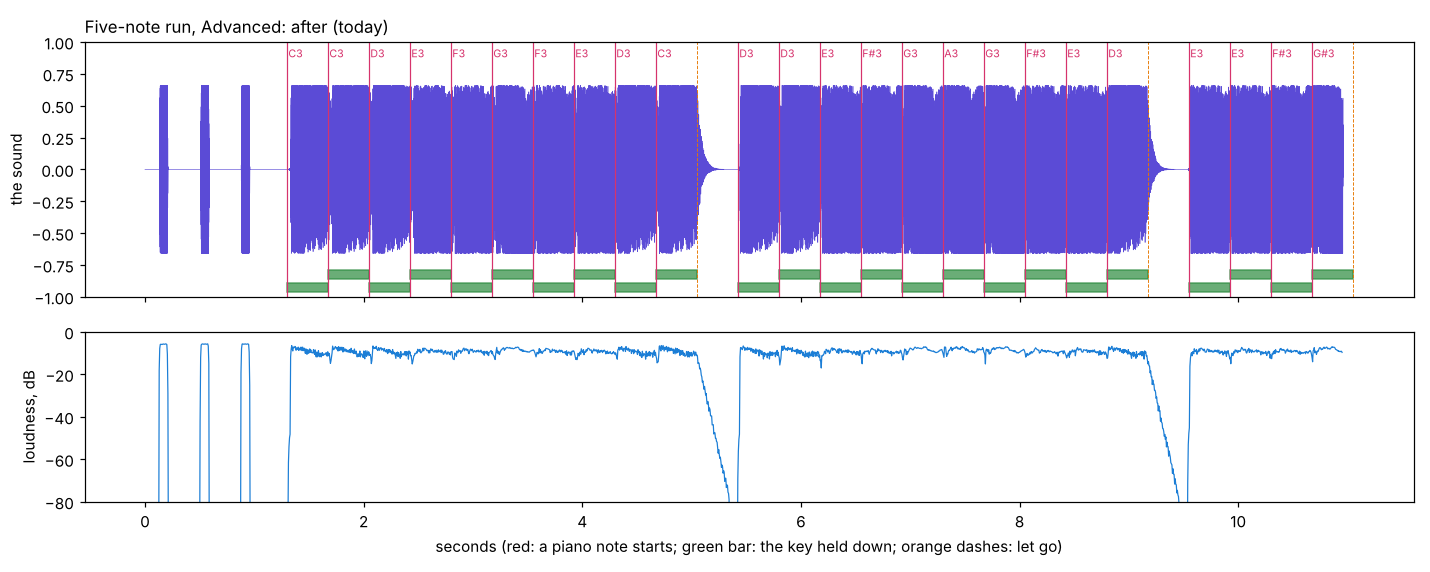 Five-note run, Advanced: after (today)
1.00
0.75
0.50
0.25
0.00
−0.25
−0.50
−0.75
−1.00
the sound
C3 C3 D3 E3 F3 G3 F3 E3 D3 C3 D3 D3 E3 F#3 G3 A3 G3 F#3 E3 D3 E3 E3 F#3 G#3
0
−20
−40
−60
−80
loudness, dB
0 2 4 6 8 10
seconds (red: a piano note starts; green bar: the key held down; orange dashes: let go)